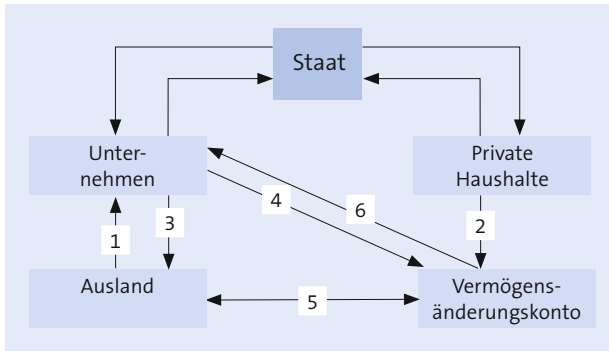 Staat
Unter-
nehmen
Private
Haushalte
4
6
1
3
2
Ausland
5
Vermögens-
änderungskonto